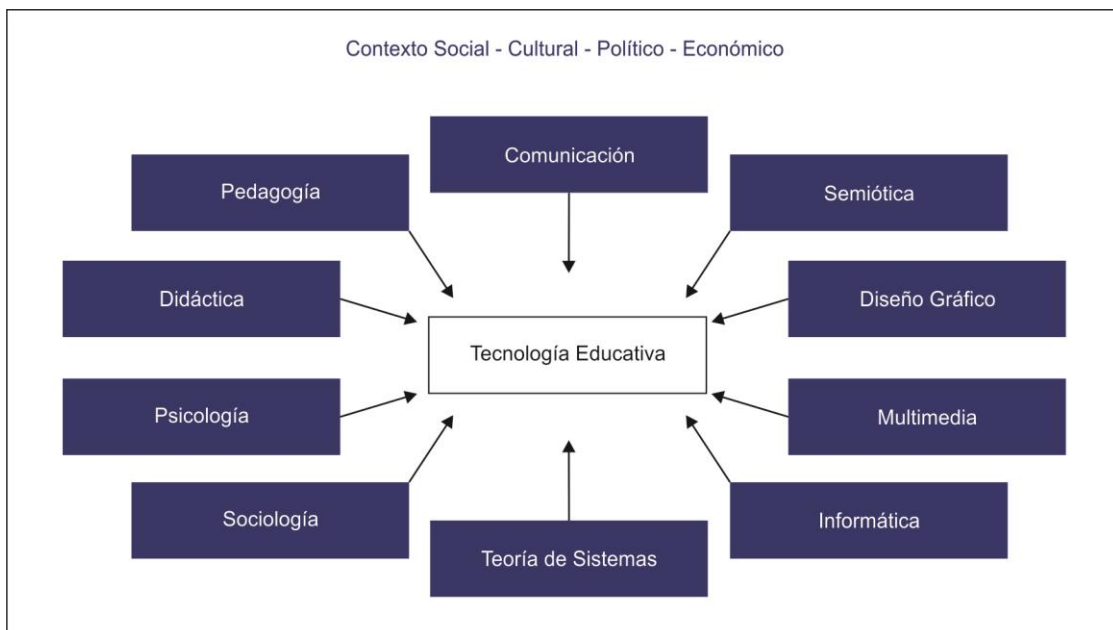 Contexto Social - Cultural - Político - Económico
Comunicación
Pedagogía
Semiótica
Didáctica
Diseño Gráfico
Tecnología Educativa
Psicología
Multimedia
Sociología
Informática
Teoría de Sistemas